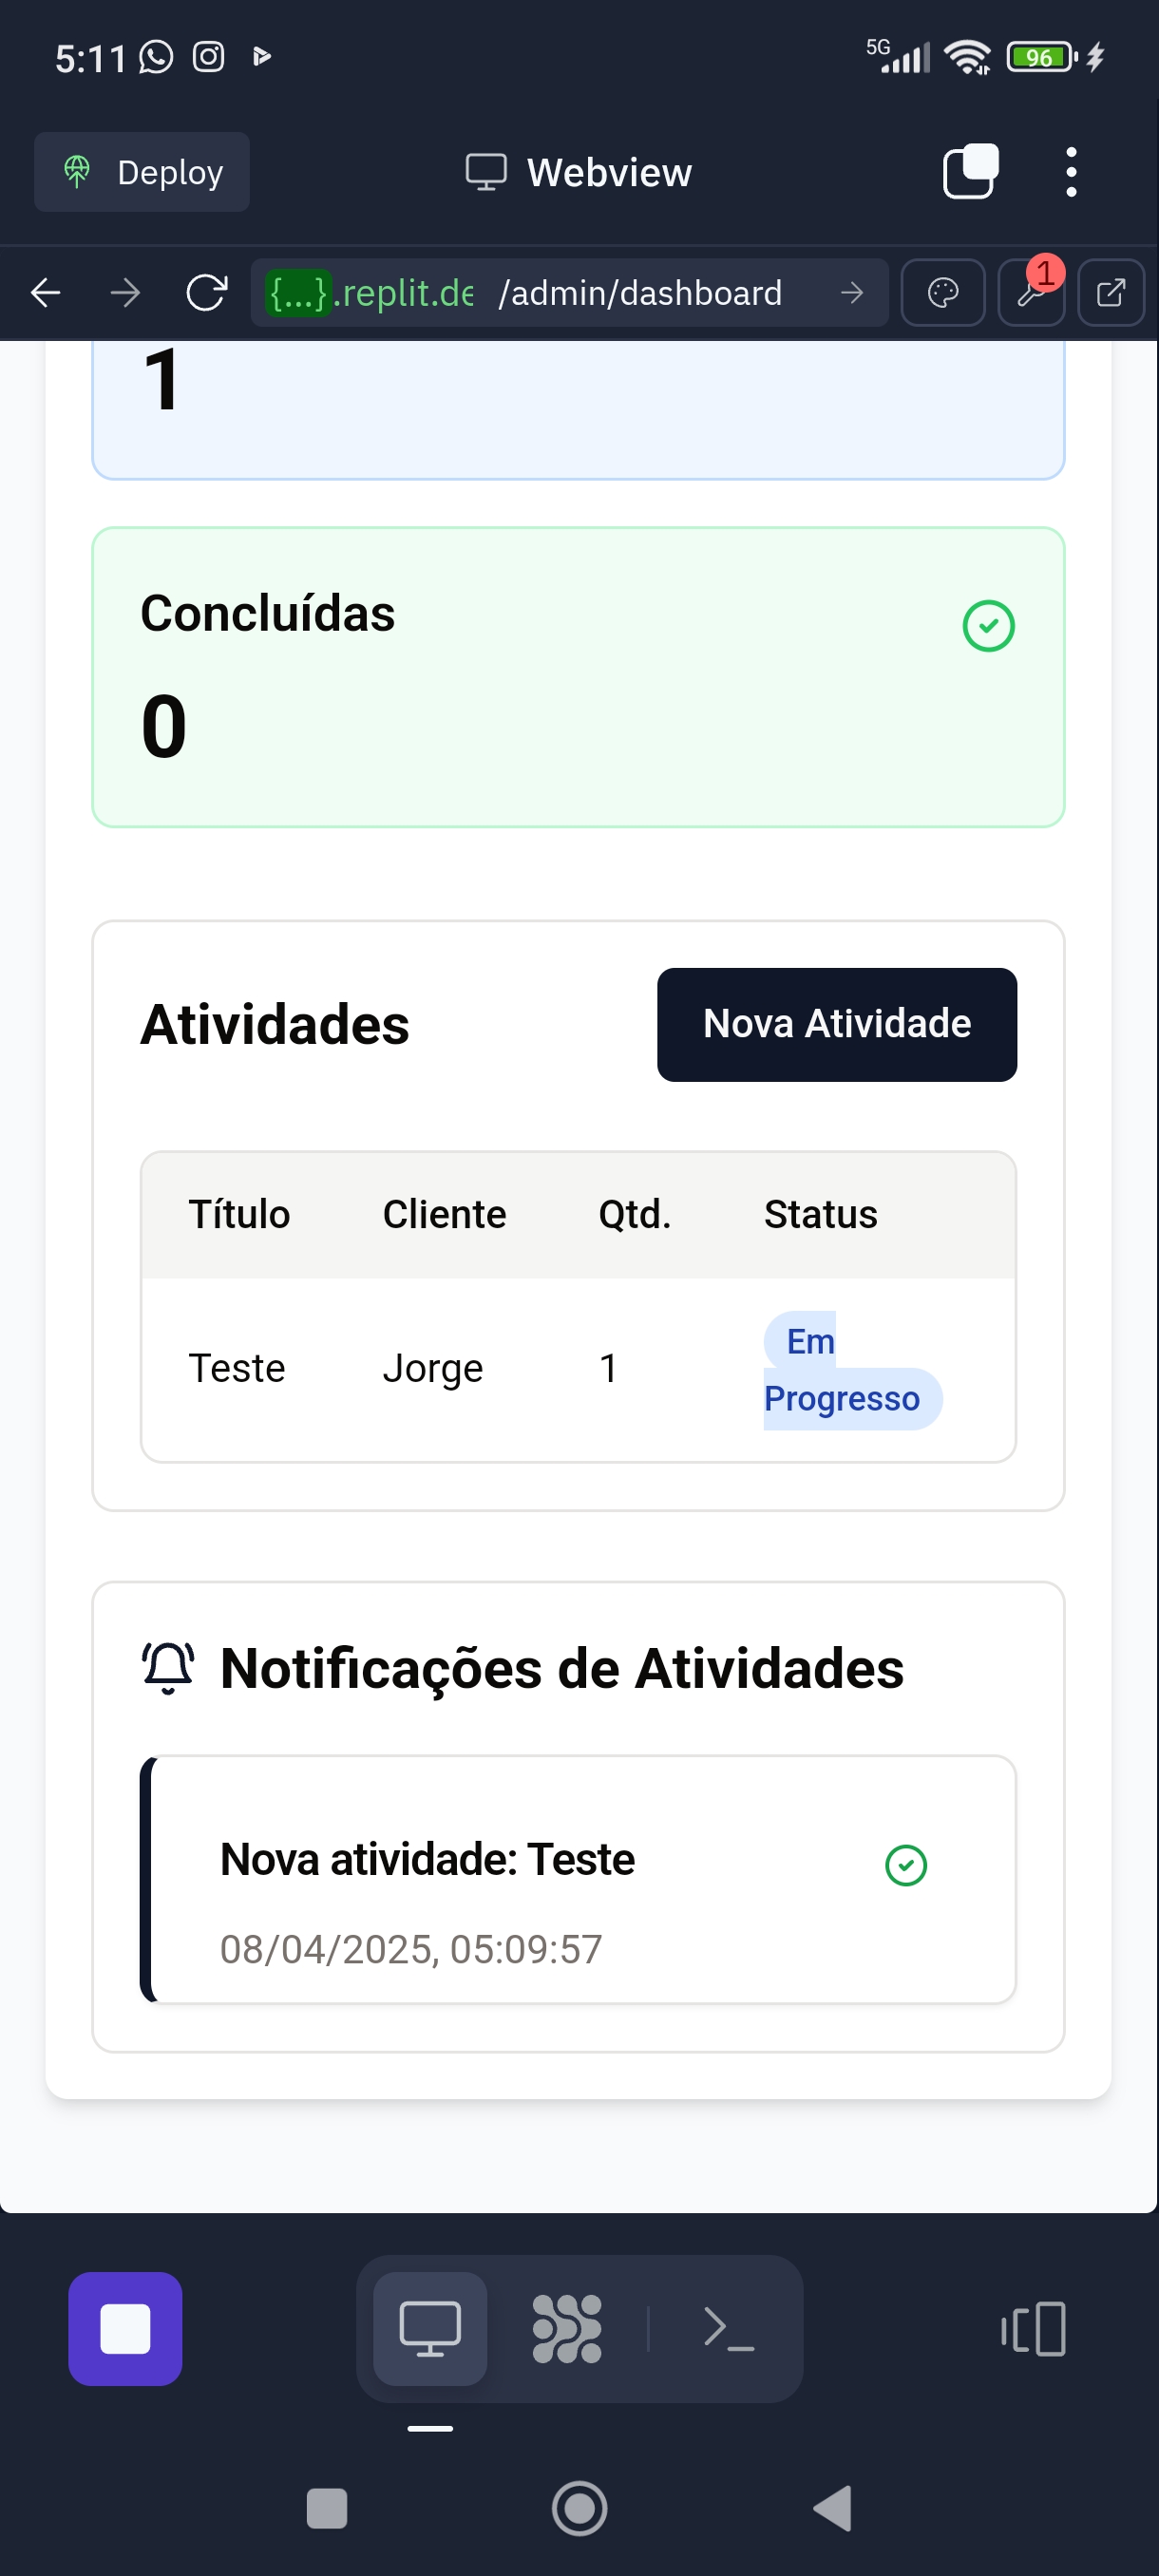 5:11
5G
96
Deploy
Webview
{...}.replit.de /admin/dashboard
1
1
Concluídas
0
Atividades
Nova Atividade
Título Cliente Qtd. Status
Teste Jorge 1 Em
Progresso
Notificações de Atividades
Nova atividade: Teste
08/04/2025, 05:09:57